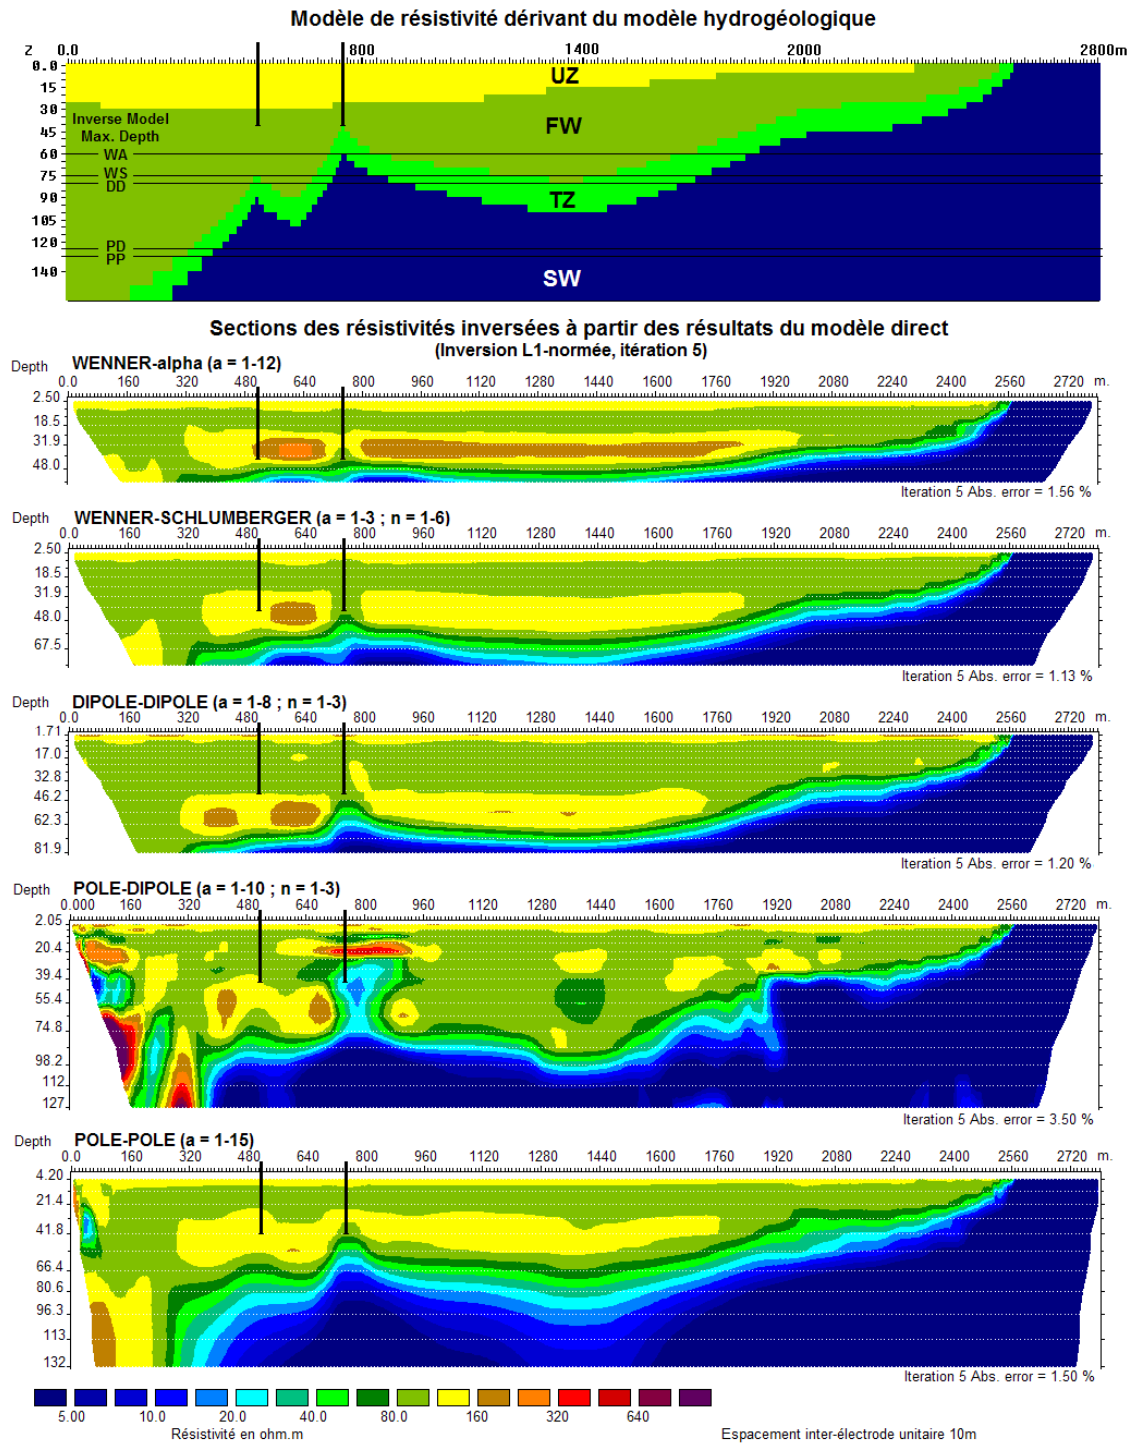 Modèle de résistivité dérivant du modèle hydrogéologique
Z 0.0 800 1400 2000 2800m
0.0
15
30
45
60
75
90
105
120
140
UZ
FW
TZ
SW
Inverse Model
Max. Depth
WA
WS
DD
PD
PP
Sections des résistivités inversées à partir des résultats du modèle direct
(Inversion L1-normée, itération 5)
Depth WENNER-alpha (a = 1-12)
0.0 160 320 480 640 800 960 1120 1280 1440 1600 1760 1920 2080 2240 2400 2560 2720 m.
2.50
18.5
31.9
48.0
Iteration 5 Abs. error = 1.56 %
Depth WENNER-SCHLUMBERGER (a = 1-3 ; n = 1-6)
0.0 160 320 480 640 800 960 1120 1280 1440 1600 1760 1920 2080 2240 2400 2560 2720 m.
2.50
18.5
31.9
48.0
67.5
Iteration 5 Abs. error = 1.13 %
Depth DIPOLE-DIPOLE (a = 1-8 ; n = 1-3)
0.0 160 320 480 640 800 960 1120 1280 1440 1600 1760 1920 2080 2240 2400 2560 2720 m.
1.71
17.0
32.8
46.2
62.3
81.9
Iteration 5 Abs. error = 1.20 %
Depth POLE-DIPOLE (a = 1-10 ; n = 1-3)
0.000 160 320 480 640 800 960 1120 1280 1440 1600 1760 1920 2080 2240 2400 2560 2720 m.
2.05
20.4
39.4
55.4
74.8
98.2
112
127
Iteration 5 Abs. error = 3.50 %
Depth POLE-POLE (a = 1-15)
0.0 160 320 480 640 800 960 1120 1280 1440 1600 1760 1920 2080 2240 2400 2560 2720 m.
4.20
21.4
41.8
66.4
80.6
96.3
113
132
Iteration 5 Abs. error = 1.50 %
5.00 10.0 20.0 40.0 80.0 160 320 640
Résistivité en ohm.m
Espacement inter-électrode unitaire 10m